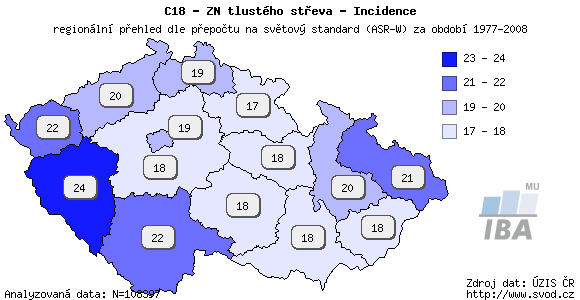 C18 - ZN tlustého střeva - Incidence
regionální přehled dle přepočtu na světový standard (ASR-W) za období 1977-2008
23 - 24
21 - 22
19 - 20
17 - 18
19
20
17
22
19
18
18
24
21
20
18
18
22
18
MU
IBA
Analyzovaná data: N=108397
Zdroj dat: ÚZIS ČR
http://www.svod.cz